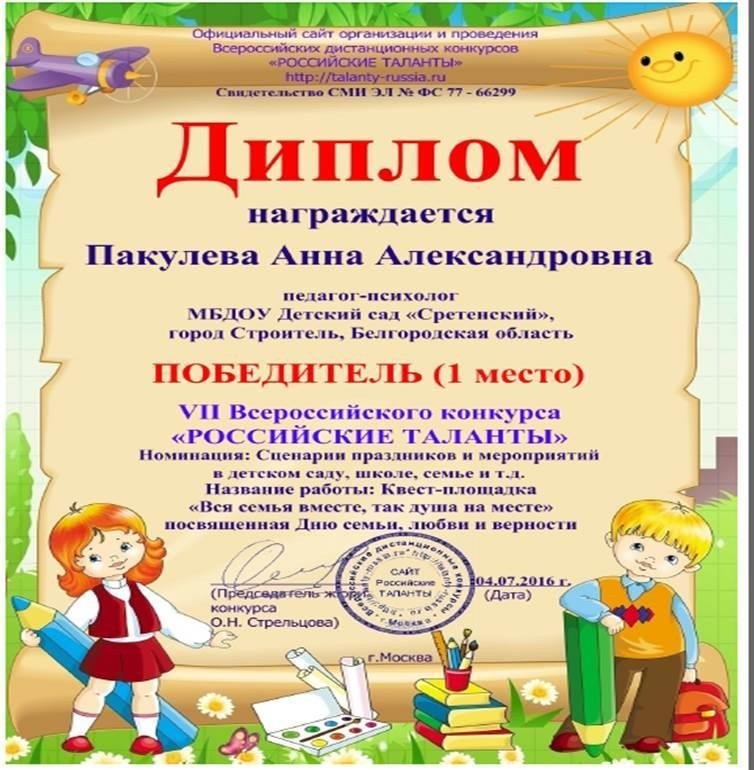 Официальный сайт организации и проведения
Всероссийских дистанционных конкурсов
«РОССИЙСКИЕ ТАЛАНТЫ»
http://talanty-russia.ru
Свидетельство СМИ ЭЛ № ФС 77 - 66299
Диплом
награждается
Пакулева Анна Александровна
педагог-психолог
МБДОУ Детский сад «Сретенский»,
город Строитель, Белгородская область
ПОБЕДИТЕЛЬ (1 место)
VII Всероссийского конкурса
«РОССИЙСКИЕ ТАЛАНТЫ»
Номинация: Сценарии праздников и мероприятий
в детском саду, школе, семье и т.д.
Название работы: Квест-площадка
«Вся семья вместе, так душа на месте»
посвященная Дню семьи, любви и верности
САЙТ
Российские
ТАЛАНТЫ
г.Москва
04.07.2016 г.
(Председатель жюри
конкурса
О.Н. Стрельцова)
(Дата)
г.Москва